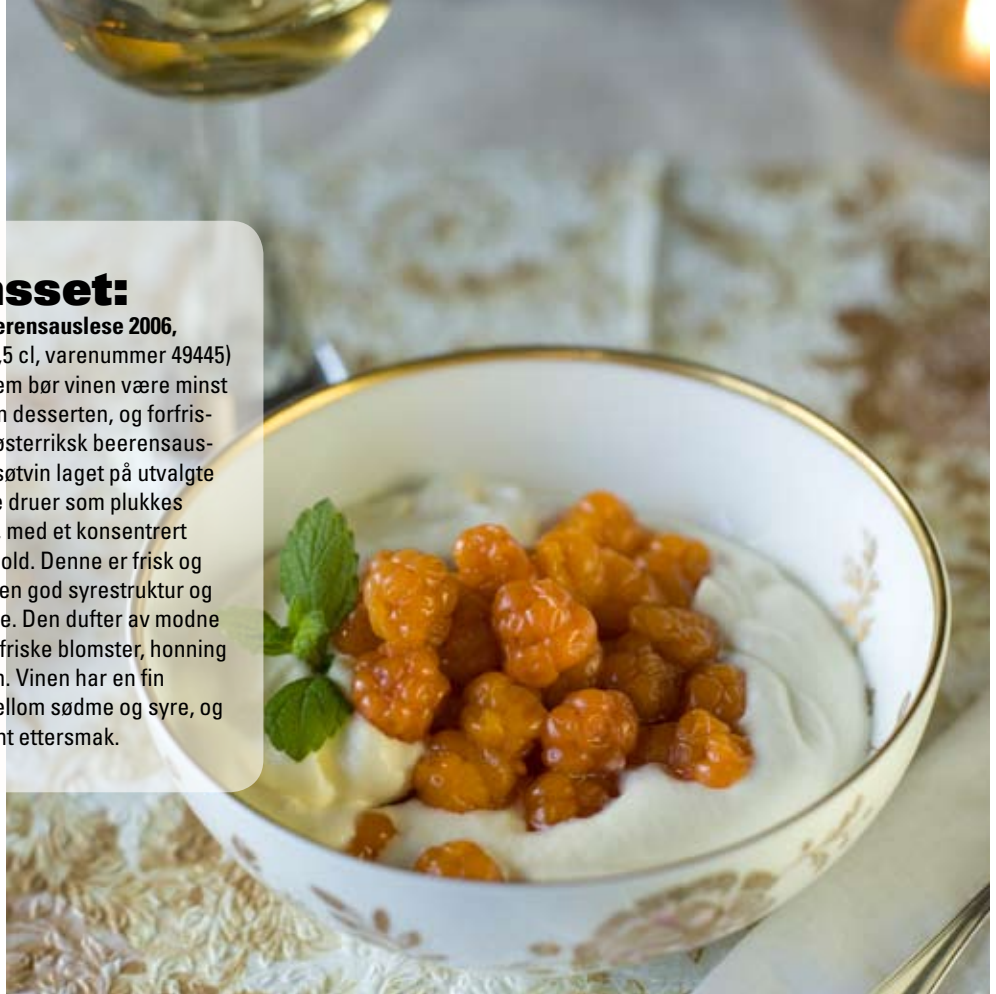 sset:
erensauslese 2006,
,5 cl, varenummer 49445)
em bør vinen være minst
n desserten, og forfris-
østerriksk beerensaus-
søtvin laget på utvalgte
e druer som plukkes
, med et konsentrert
old. Denne er frisk og
en god syrestruktur og
e. Den dufter av modne
friske blomster, honning
n. Vinen har en fin
ellom sødme og syre, og
nt ettersmak.